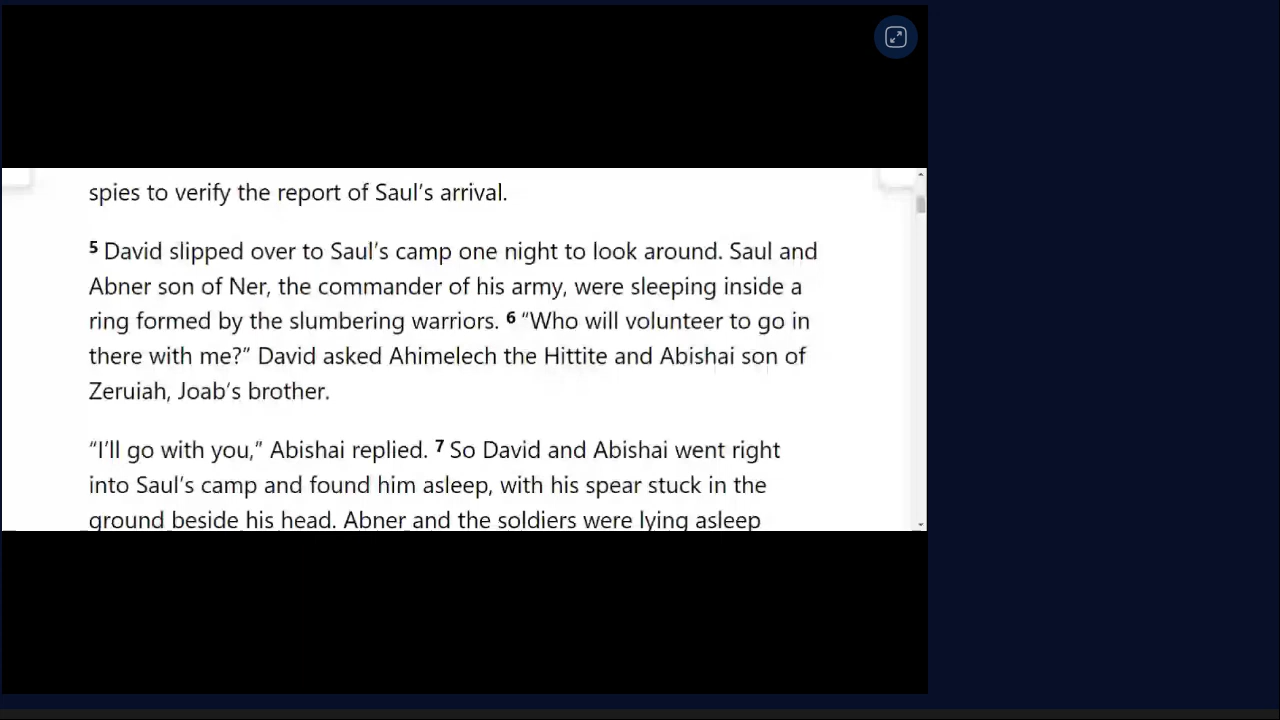 spies to verify the report of Saul’s arrival.
5 David slipped over to Saul’s camp one night to look around. Saul and
Abner son of Ner, the commander of his army, were sleeping inside a
ring formed by the slumbering warriors. 6 “Who will volunteer to go in
there with me?” David asked Ahimelech the Hittite and Abishai son of
Zeruiah, Joab’s brother.
“I’ll go with you,” Abishai replied. 7 So David and Abishai went right
into Saul’s camp and found him asleep, with his spear stuck in the
ground beside his head. Abner and the soldiers were lying asleep